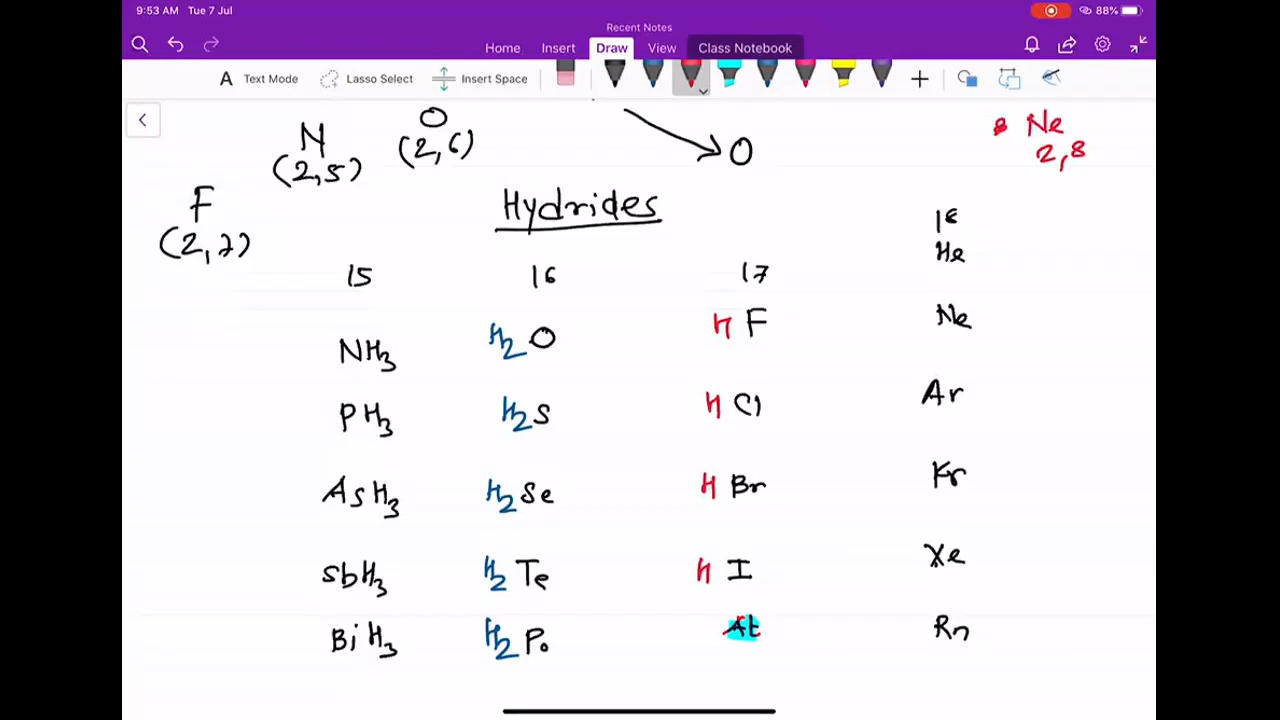 9:53 AM Tue 7 Jul
88%
Recent Notes
Home Insert Draw View Class Notebook
A Text Mode Lasso Select Insert Space
N
(2,5)
O
(2,6)
O
Ne
2,8
F
(2,7)
Hydrides
15 16 17 18
He
NH3 H2O HF Ne
PH3 H2S HCl Ar
AsH3 H2Se HBr Kr
SbH3 H2Te HI Xe
BiH3 H2Po At Rn